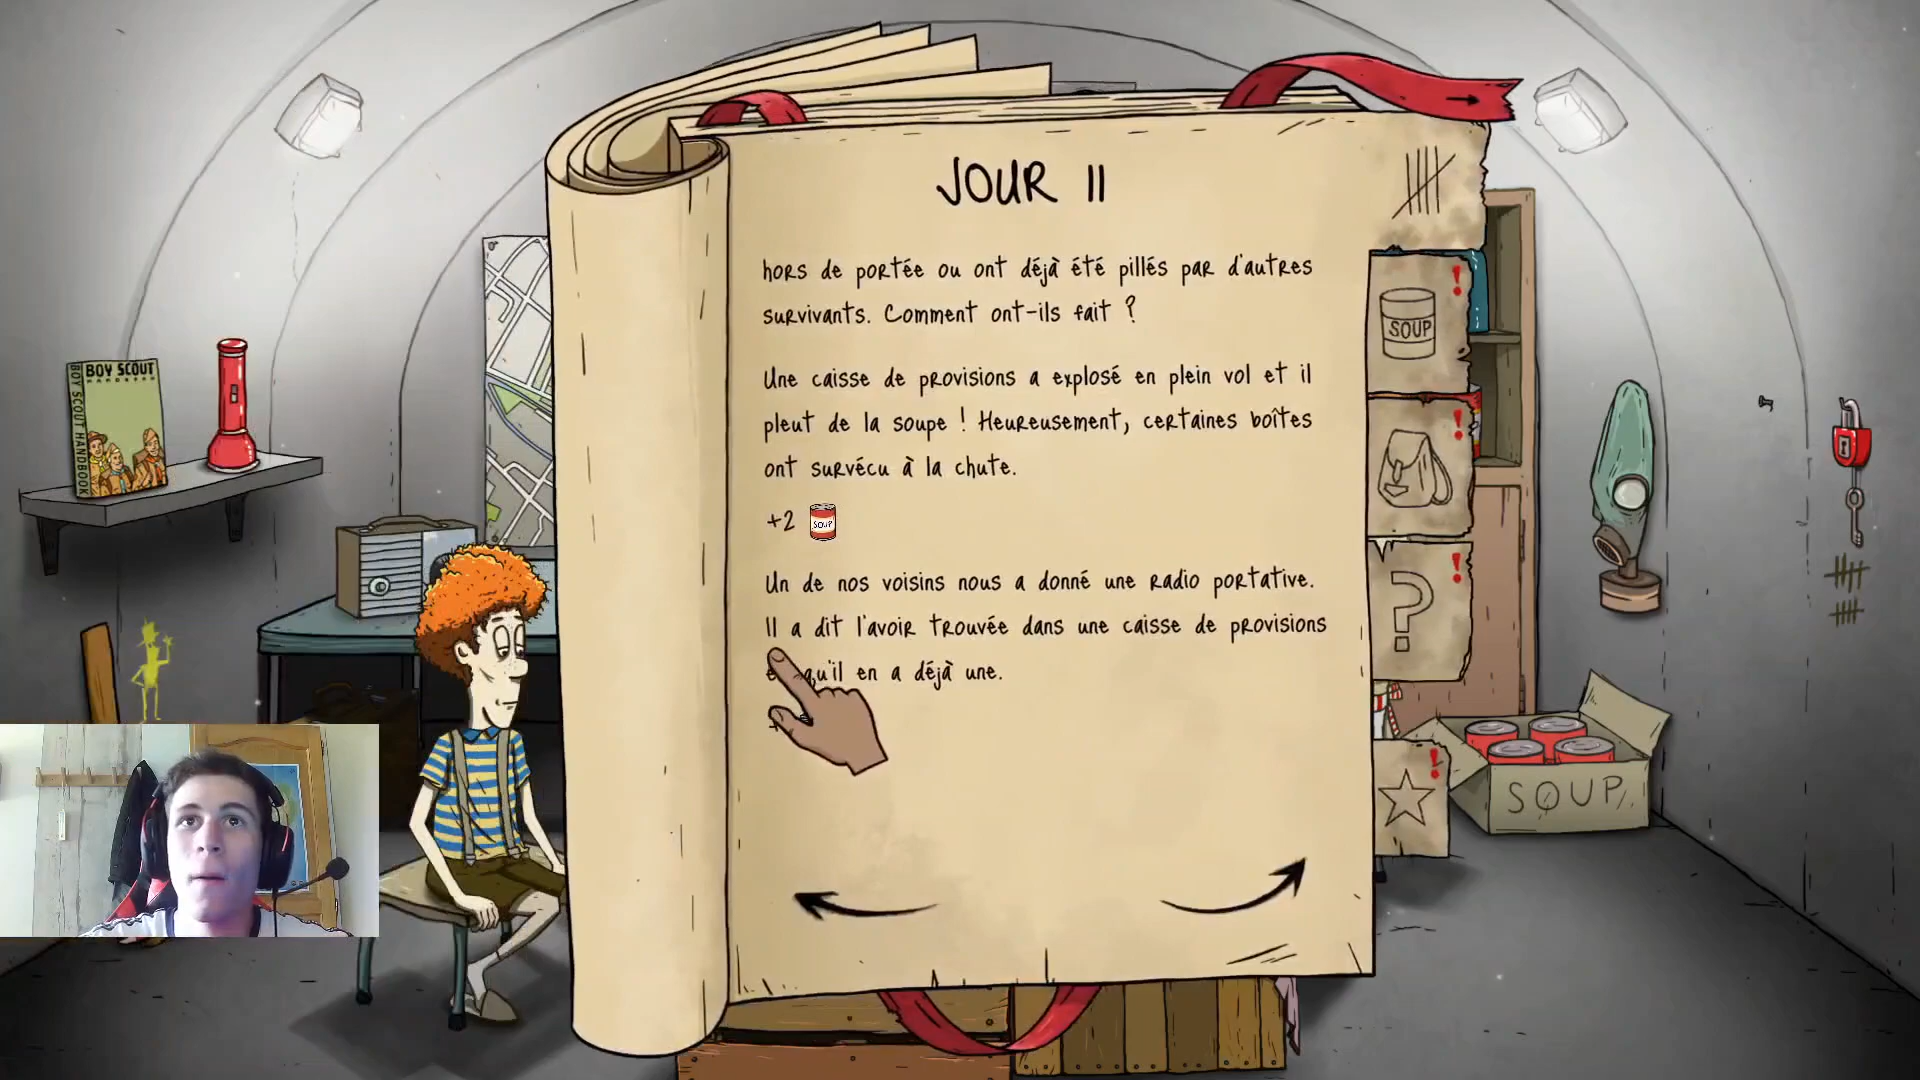 JOUR 11
hors de portée ou ont déjà été pillés par d'autres
survivants. Comment ont-ils fait ?
Une caisse de provisions a explosé en plein vol et il
pleut de la soupe ! Heureusement, certaines boîtes
ont survécu à la chute.
+2 SOUP
Un de nos voisins nous a donné une radio portative.
Il a dit l'avoir trouvée dans une caisse de provisions
qu'il en a déjà une.
SOUP
!
!
?
!
!
BOY SCOUT
HANDBOOK
BOY SCOUT HANDBOOK
SOUP